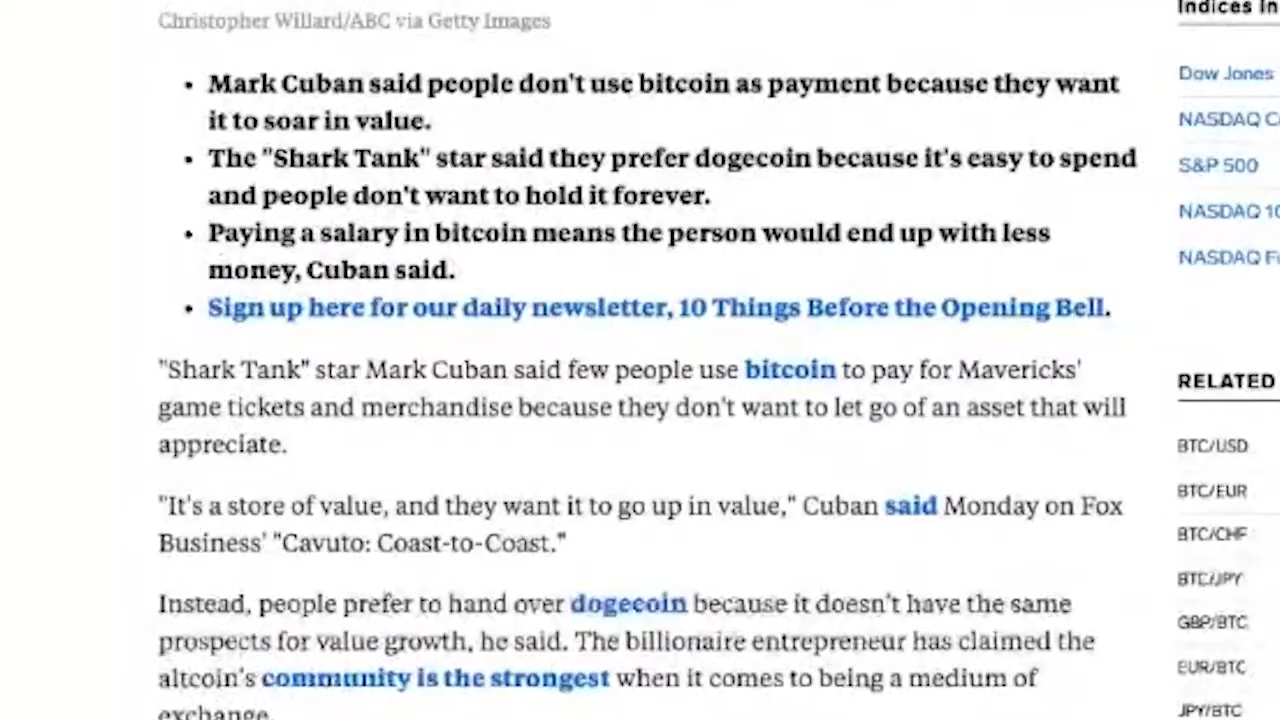 Christopher Willard/ABC via Getty Images
• Mark Cuban said people don't use bitcoin as payment because they want
it to soar in value.
• The "Shark Tank" star said they prefer dogecoin because it's easy to spend
and people don't want to hold it forever.
• Paying a salary in bitcoin means the person would end up with less
money, Cuban said.
• Sign up here for our daily newsletter, 10 Things Before the Opening Bell.
"Shark Tank" star Mark Cuban said few people use bitcoin to pay for Mavericks'
game tickets and merchandise because they don't want to let go of an asset that will
appreciate.
"It's a store of value, and they want it to go up in value," Cuban said Monday on Fox
Business' "Cavuto: Coast-to-Coast."
Instead, people prefer to hand over dogecoin because it doesn't have the same
prospects for value growth, he said. The billionaire entrepreneur has claimed the
altcoin's community is the strongest when it comes to being a medium of
exchange.
Indices In
Dow Jones
NASDAQ C
S&P 500
NASDAQ 10
NASDAQ F
RELATED
BTC/USD
BTC/EUR
BTC/CHF
BTC/JPY
GBP/BTC
EUR/BTC
JPY/BTC